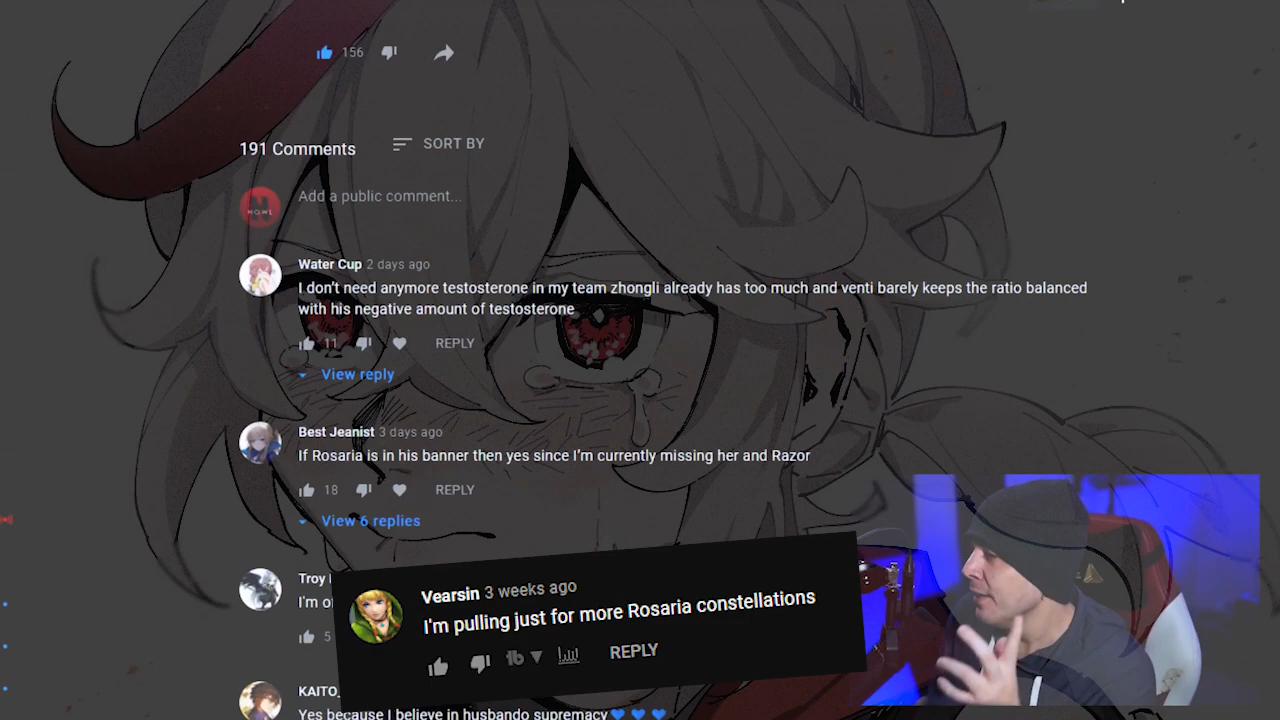 156
191 Comments
SORT BY
Add a public comment...
Water Cup 2 days ago
I don't need anymore testosterone in my team zhongli already has too much and venti barely keeps the ratio balanced
with his negative amount of testosterone
11
REPLY
View reply
Best Jeanist 3 days ago
If Rosaria is in his banner then yes since I'm currently missing her and Razor
18
REPLY
View 6 replies
Troy
I'm
5
Vearsin 3 weeks ago
I'm pulling just for more Rosaria constellations
REPLY
KAITO_
Yes because I believe in husbando supremacy💙💙💙